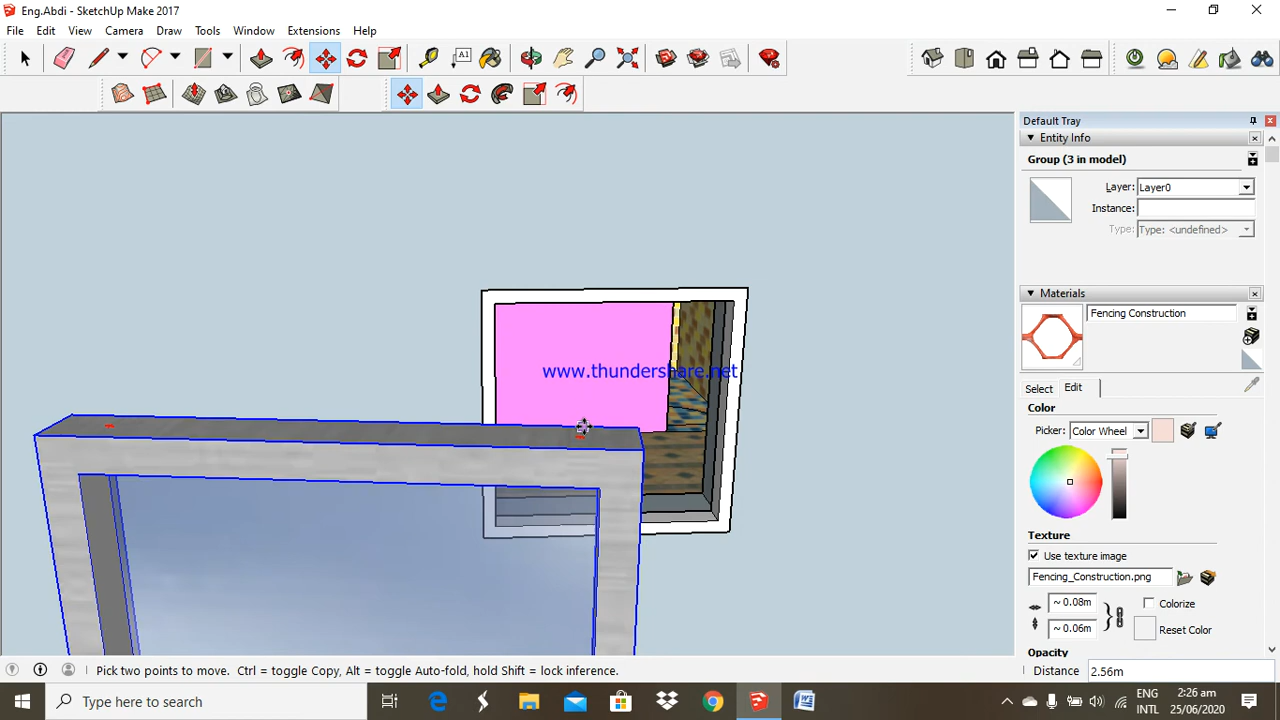 Eng.Abdi - SketchUp Make 2017
File Edit View Camera Draw Tools Window Extensions Help
A1
Default Tray
Entity Info
Group (3 in model)
Layer: Layer0
Instance:
Type: Type: <undefined>
Materials
Fencing Construction
Select Edit
Color
Picker: Color Wheel
Texture
Use texture image
Fencing_Construction.png
~ 0.08m Colorize
~ 0.06m Reset Color
Opacity
www.thundershare.net
Pick two points to move. Ctrl = toggle Copy, Alt = toggle Auto-fold, hold Shift = lock inference.
Distance 2.56m
Type here to search
ENG 2:26 am
INTL 25/06/2020